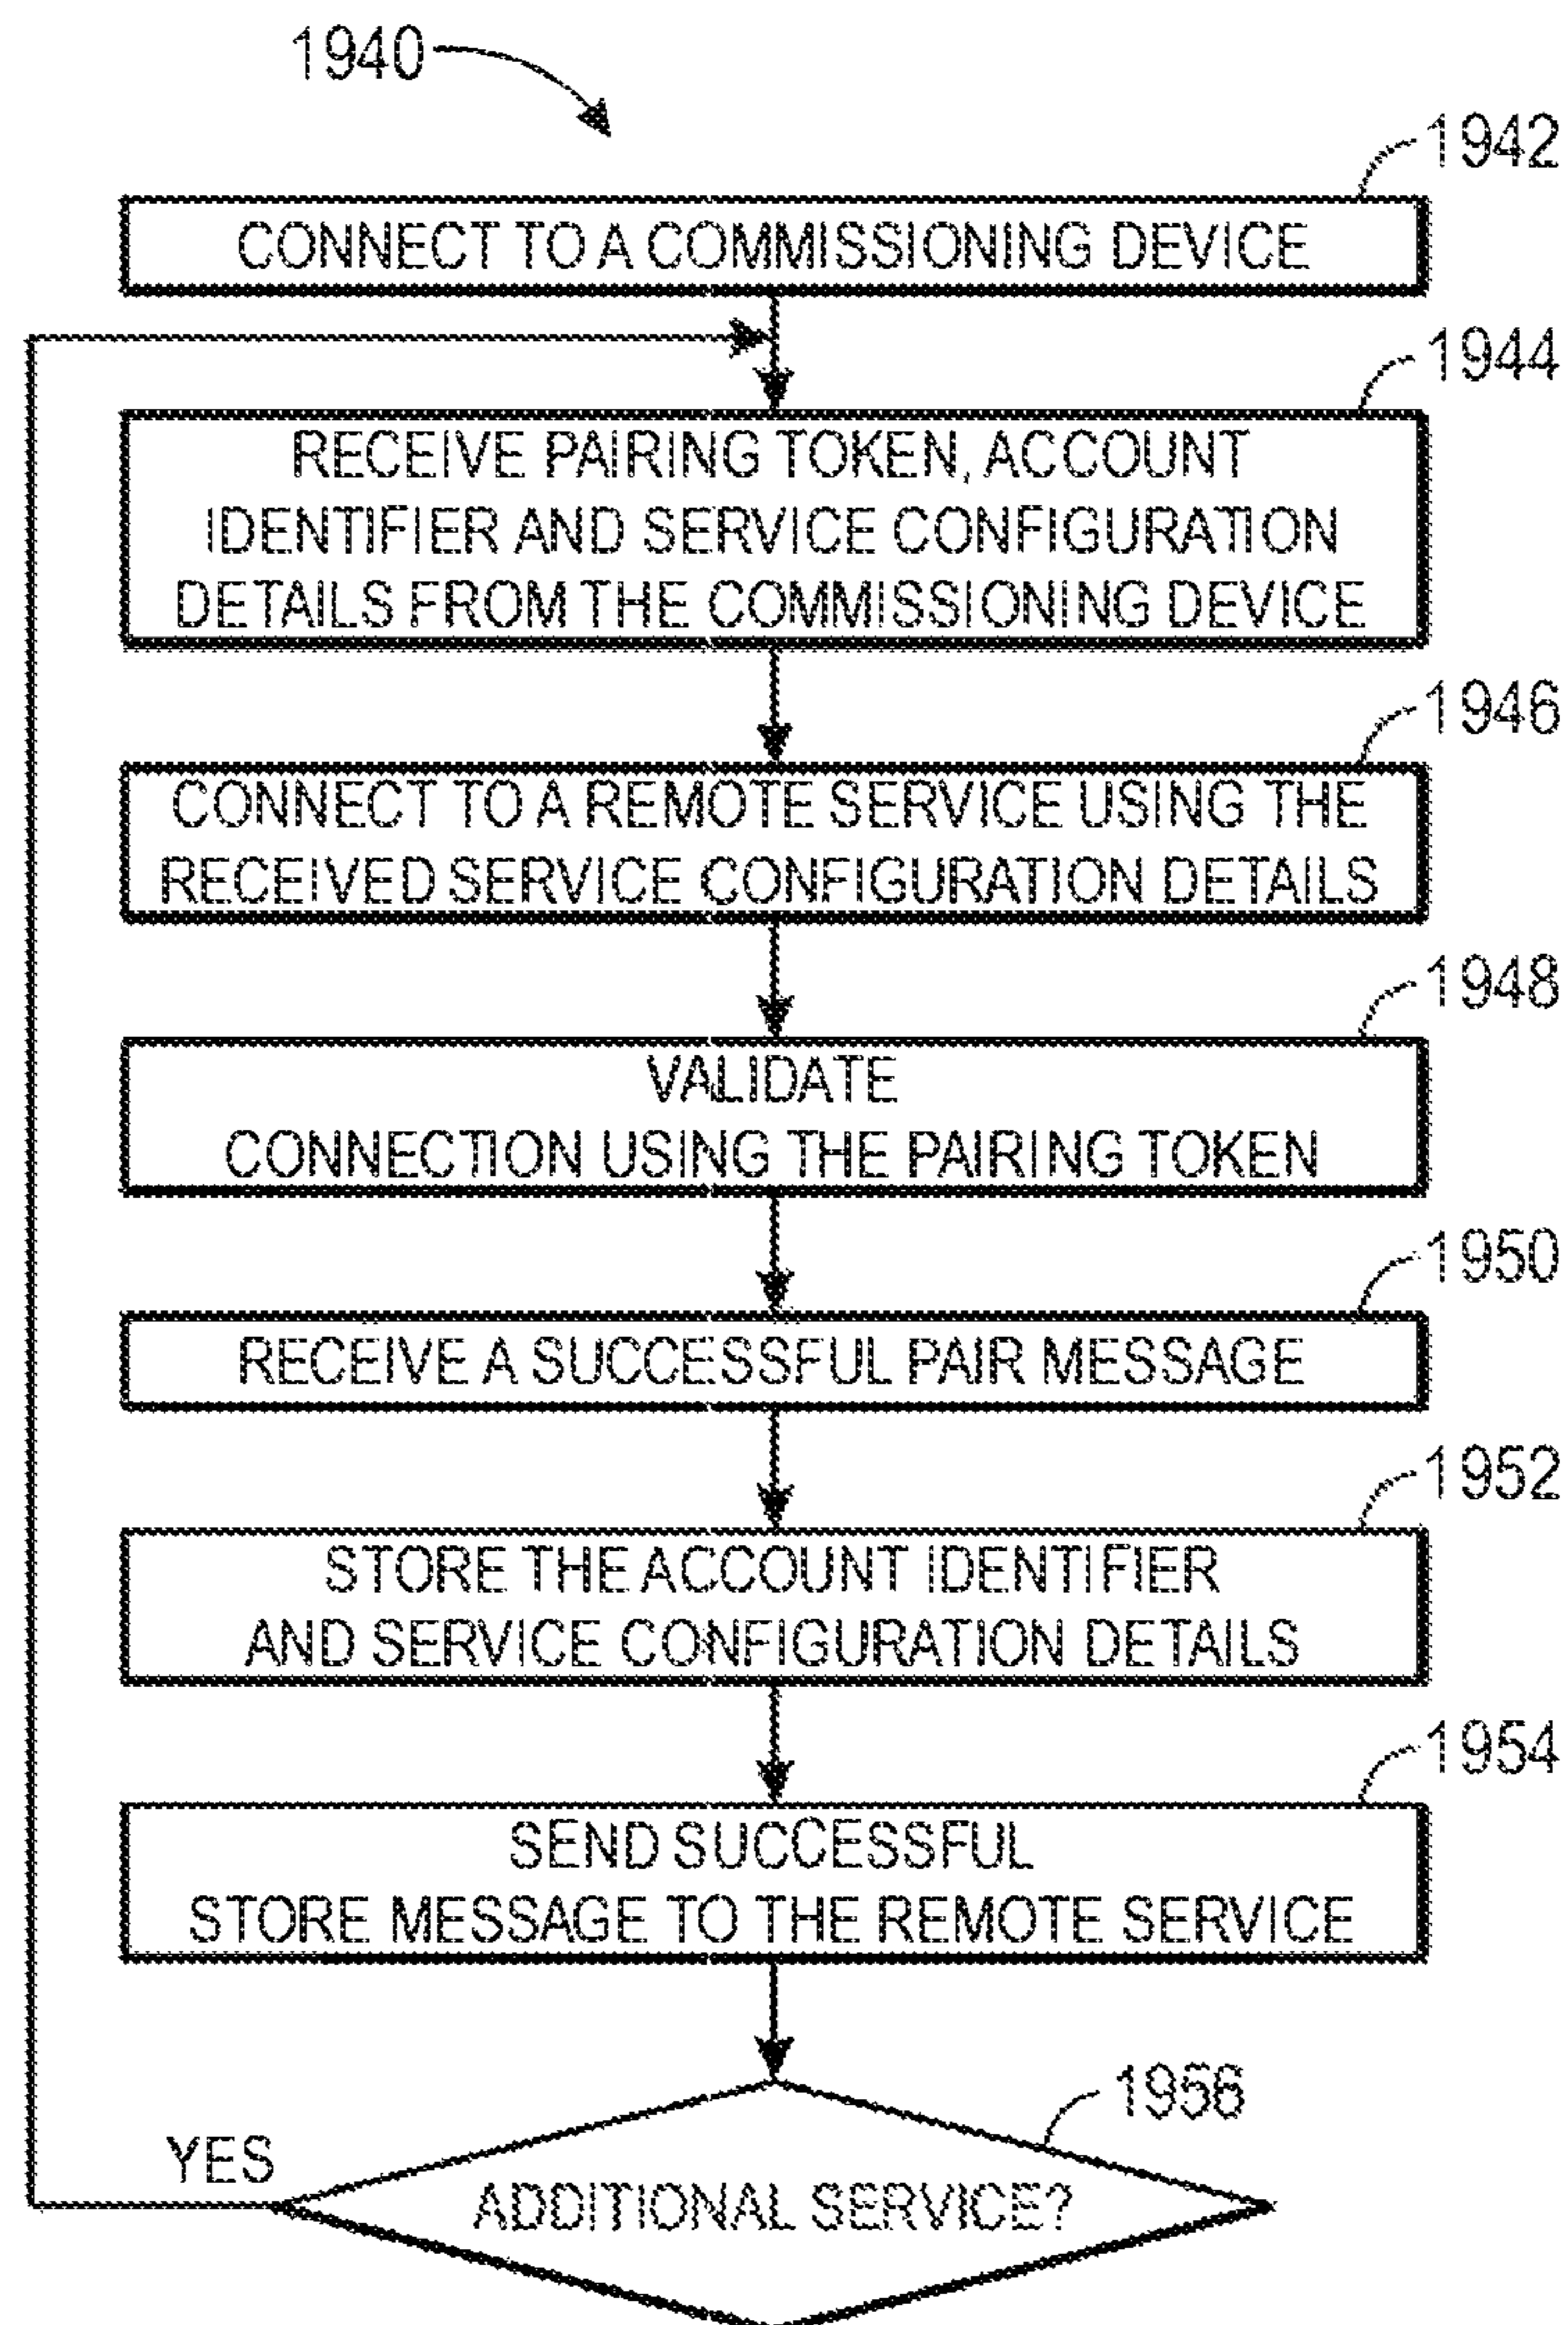 1940
1942
CONNECT TO A COMMISSIONING DEVICE
1944
RECEIVE PAIRING TOKEN, ACCOUNT
IDENTIFIER AND SERVICE CONFIGURATION
DETAILS FROM THE COMMISSIONING DEVICE
1946
CONNECT TO A REMOTE SERVICE USING THE
RECEIVED SERVICE CONFIGURATION DETAILS
1948
VALIDATE
CONNECTION USING THE PAIRING TOKEN
1950
RECEIVE A SUCCESSFUL PAIR MESSAGE
1952
STORE THE ACCOUNT IDENTIFIER
AND SERVICE CONFIGURATION DETAILS
1954
SEND SUCCESSFUL
STORE MESSAGE TO THE REMOTE SERVICE
1956
YES
ADDITIONAL SERVICE?